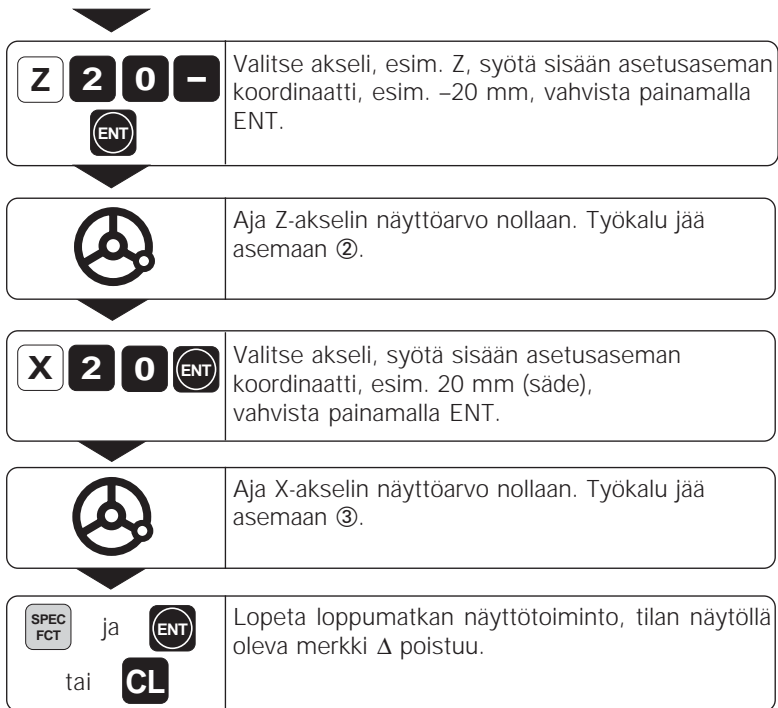 Z 2 0 –
ENT
Valitse akseli, esim. Z, syötä sisään asetusaseman
koordinaatti, esim. –20 mm, vahvista painamalla
ENT.
Aja Z-akselin näyttöarvo nollaan. Työkalu jää
asemaan ②.
X 2 0 ENT
Valitse akseli, syötä sisään asetusaseman
koordinaatti, esim. 20 mm (säde),
vahvista painamalla ENT.
Aja X-akselin näyttöarvo nollaan. Työkalu jää
asemaan ③.
SPEC
FCT ja ENT
tai CL
Lopeta loppumatkan näyttötoiminto, tilan näytöllä
oleva merkki Δ poistuu.